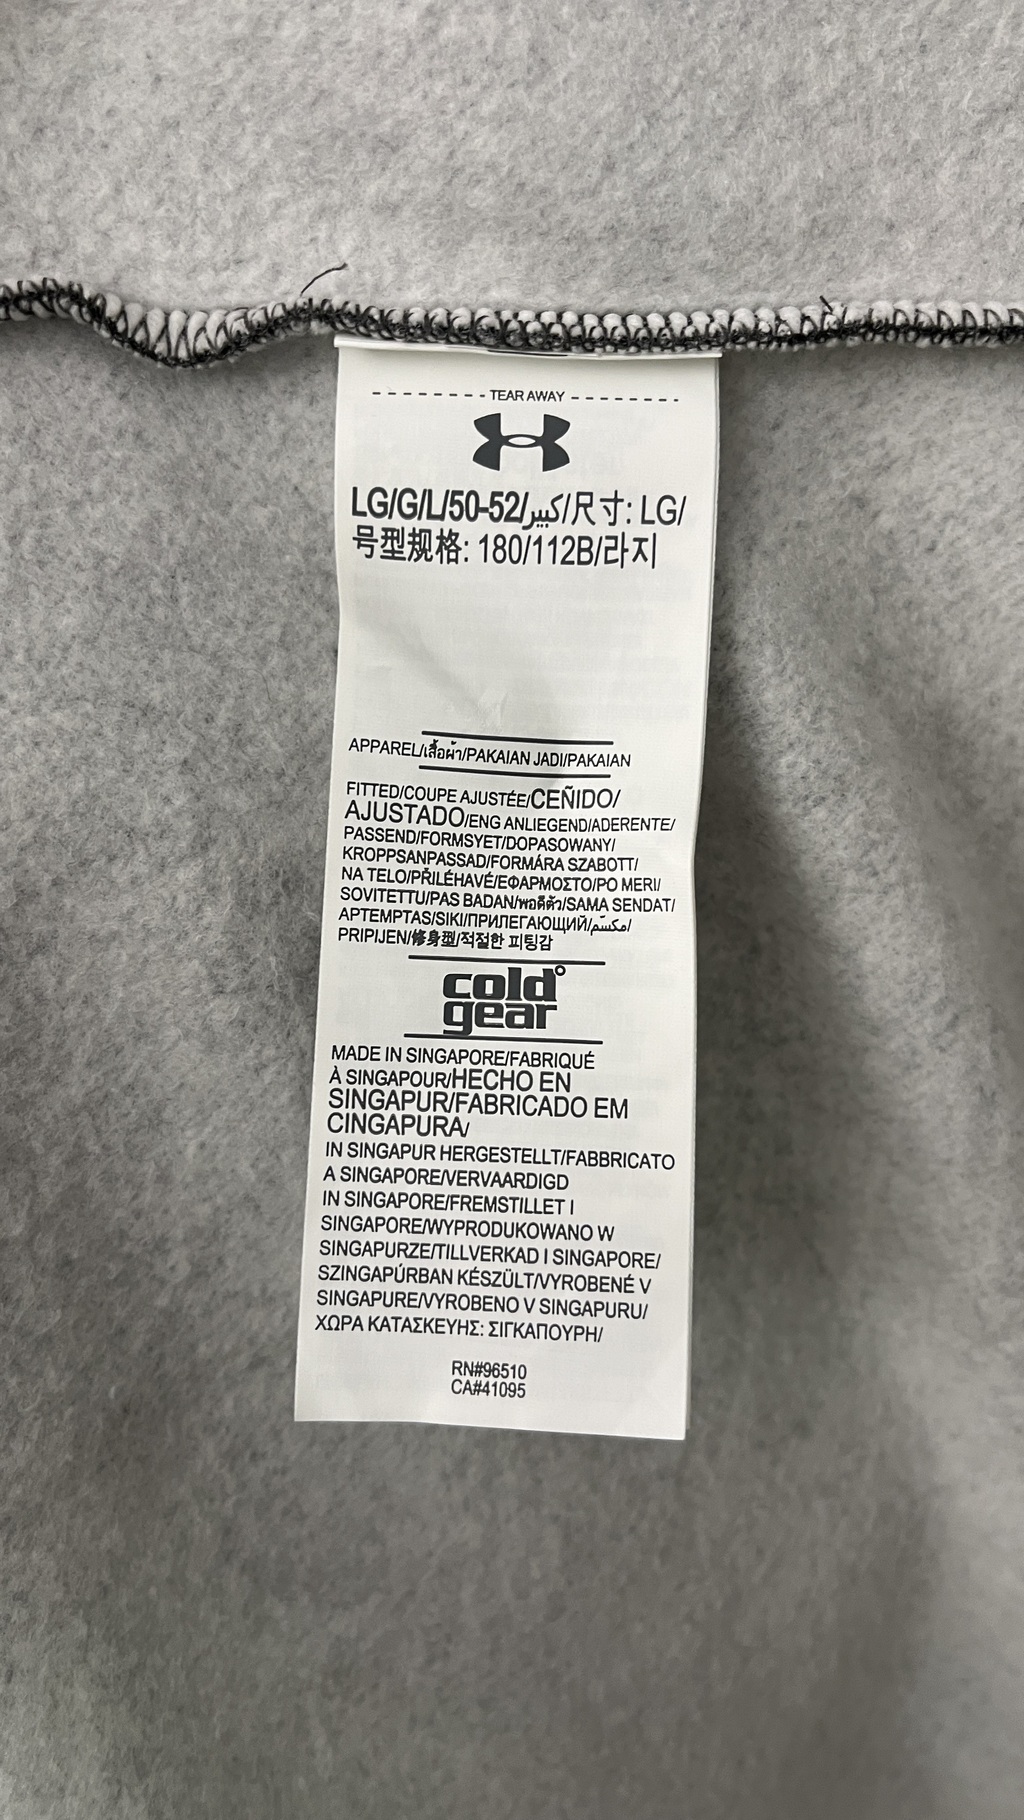 TEAR AWAY
LG/G/L/50-52/كبير/尺寸: LG/
号型规格: 180/112B/라지
APPAREL/เสื้อผ้า/PAKAIAN JADI/PAKAIAN
FITTED/COUPE AJUSTÉE/CEÑIDO/
AJUSTADO/ENG ANLIEGEND/ADERENTE/
PASSEND/FORMSYET/DOPASOWANY/
KROPPSANPASSAD/FORMÁRA SZABOTT/
NA TELO/PŘILÉHAVÉ/ΕΦΑΡΜΟΣΤΟ/PO MERI/
SOVITETTU/PAS BADAN/พอดีตัว/SAMA SENDAT/
APTEMPTAS/SIKI/ПРИЛЕГАЮЩИЙ/مكسّم/
PRIPIJEN/修身型/적절한 피팅감
cold°
gear
MADE IN SINGAPORE/FABRIQUÉ
À SINGAPOUR/HECHO EN
SINGAPUR/FABRICADO EM
CINGAPURA/
IN SINGAPUR HERGESTELLT/FABBRICATO
A SINGAPORE/VERVAARDIGD
IN SINGAPORE/FREMSTILLET I
SINGAPORE/WYPRODUKOWANO W
SINGAPURZE/TILLVERKAD I SINGAPORE/
SZINGAPÚRBAN KÉSZÜLT/VYROBENÉ V
SINGAPURE/VYROBENO V SINGAPURU/
ΧΩΡΑ ΚΑΤΑΣΚΕΥΗΣ: ΣΙΓΚΑΠΟΥΡΗ/
RN#96510
CA#41095